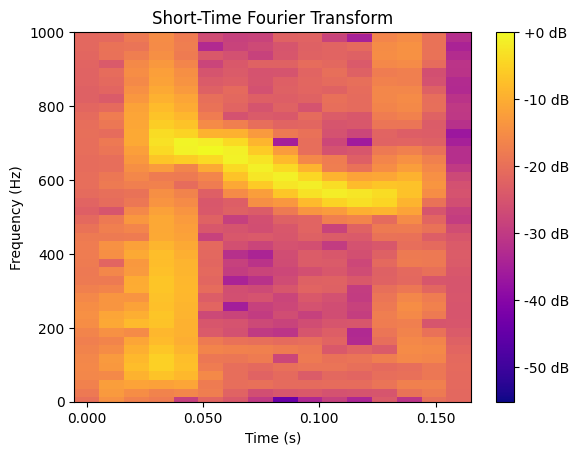 Short-Time Fourier Transform
Frequency (Hz)
1000
800
600
400
200
0
0.000
0.050
0.100
0.150
Time (s)
+0 dB
-10 dB
-20 dB
-30 dB
-40 dB
-50 dB